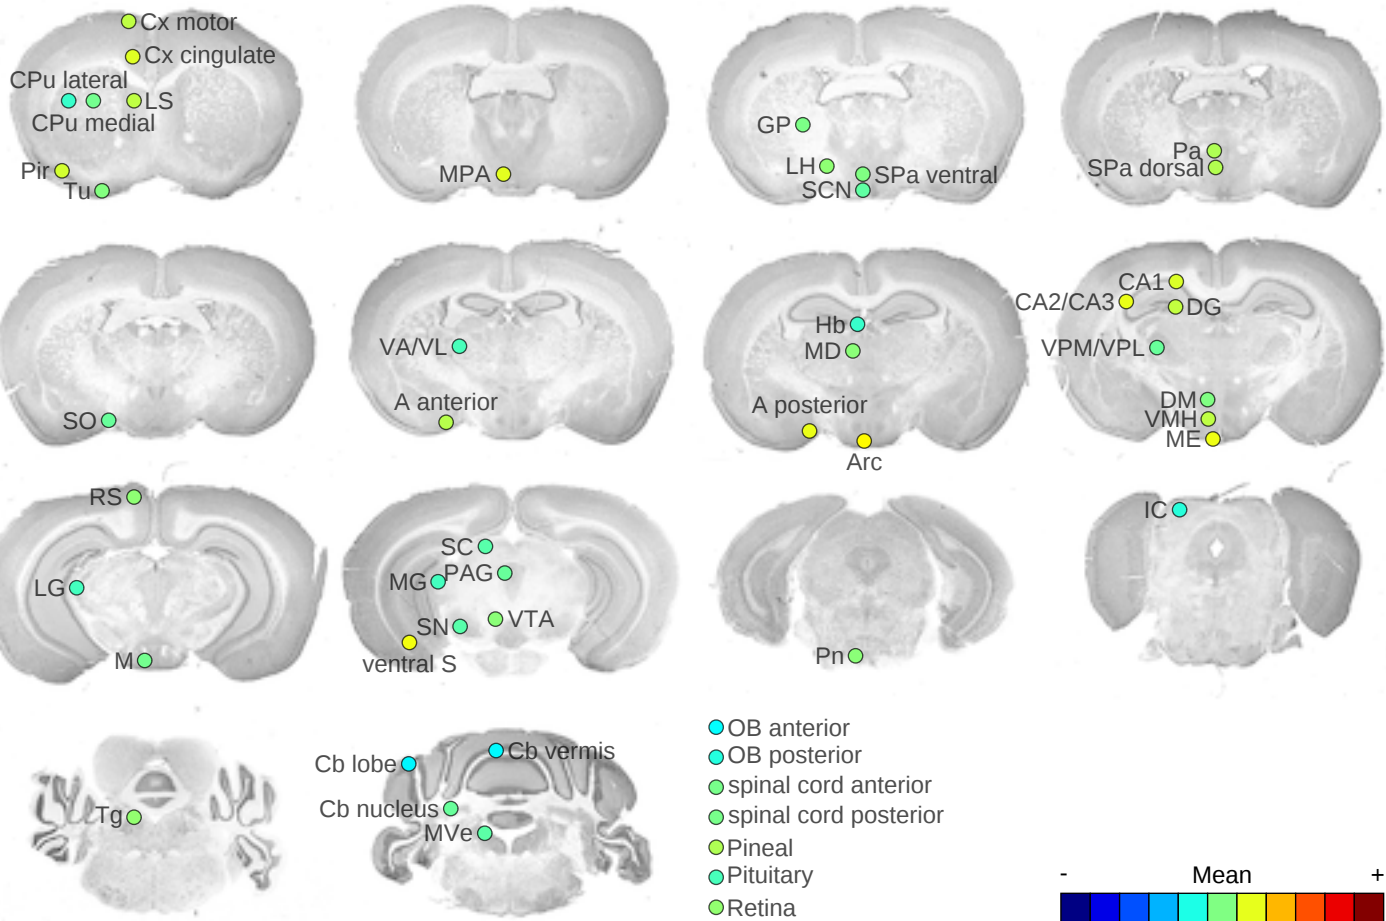 Cx motor
Cx cingulate
CPu lateral
LS
CPu medial
Pir
Tu
MPA
GP
LH
SPa ventral
SCN
Pa
SPa dorsal
SO
VA/VL
A anterior
Hb
MD
A posterior
Arc
CA1
CA2/CA3
DG
VPM/VPL
DM
VMH
ME
RS
LG
M
SC
MG
PAG
SN
VTA
ventral S
Pn
IC
Tg
Cb lobe
Cb vermis
Cb nucleus
MVe
OB anterior
OB posterior
spinal cord anterior
spinal cord posterior
Pineal
Pituitary
Retina
- Mean +